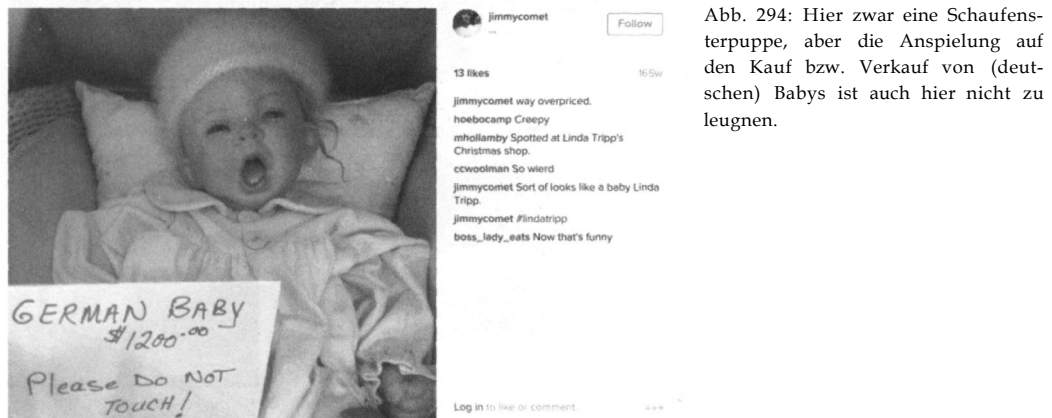 GERMAN BABY
$1200.00
Please Do NOT
TOUCH!
jimmycomet
Follow
13 likes
165w
jimmycomet way overpriced.
hoebocamp Creepy
mhollamby Spotted at Linda Tripp's
Christmas shop.
ccwoolman So wierd
jimmycomet Sort of looks like a baby Linda
Tripp.
jimmycomet #lindatripp
boss_lady_eats Now that's funny
Log in to like or comment.
Abb. 294: Hier zwar eine Schaufens-
terpuppe, aber die Anspielung auf
den Kauf bzw. Verkauf von (deut-
schen) Babys ist auch hier nicht zu
leugnen.